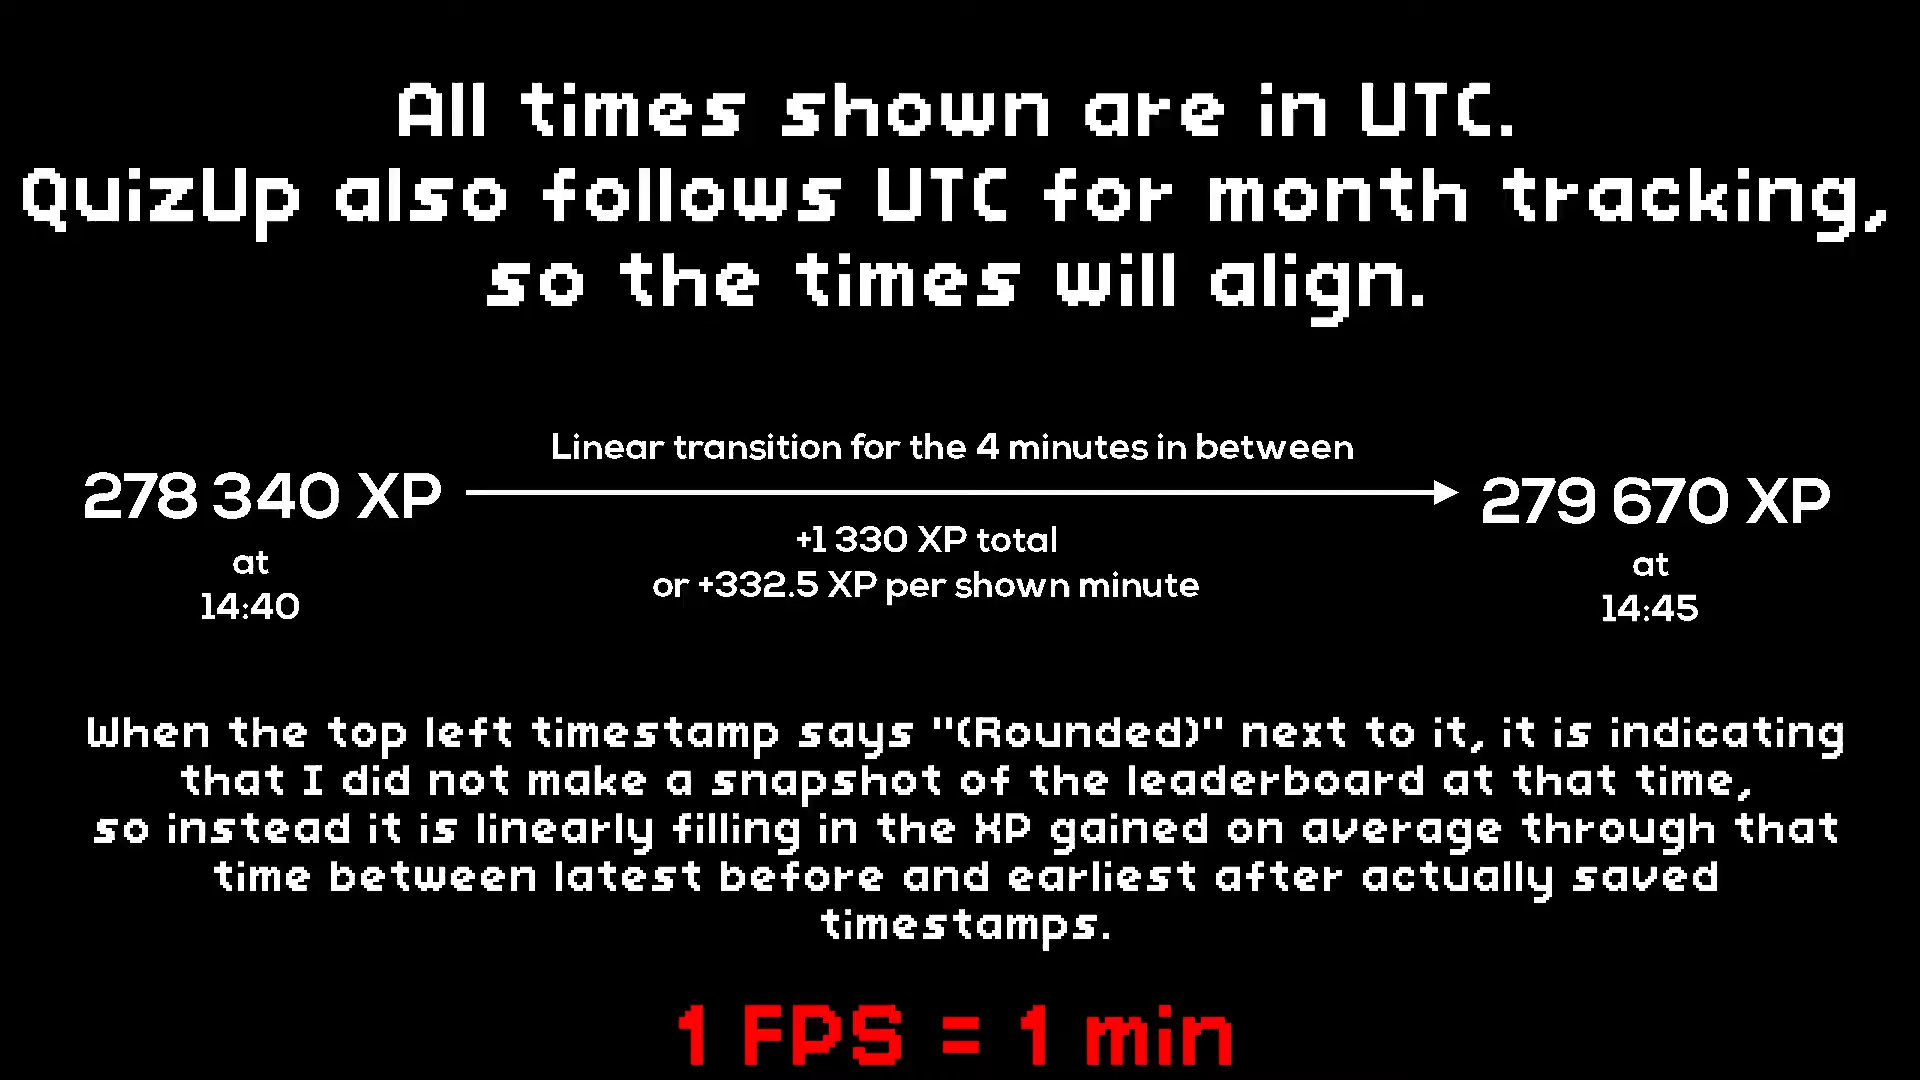 All times shown are in UTC.
QuizUp also follows UTC for month tracking,
so the times will align.
Linear transition for the 4 minutes in between
278 340 XP
279 670 XP
+1 330 XP total
or +332.5 XP per shown minute
at
14:40
at
14:45
When the top left timestamp says "(Rounded)" next to it, it is indicating
that I did not make a snapshot of the leaderboard at that time,
so instead it is linearly filling in the XP gained on average through that
time between latest before and earliest after actually saved
timestamps.
1 FPS = 1 min